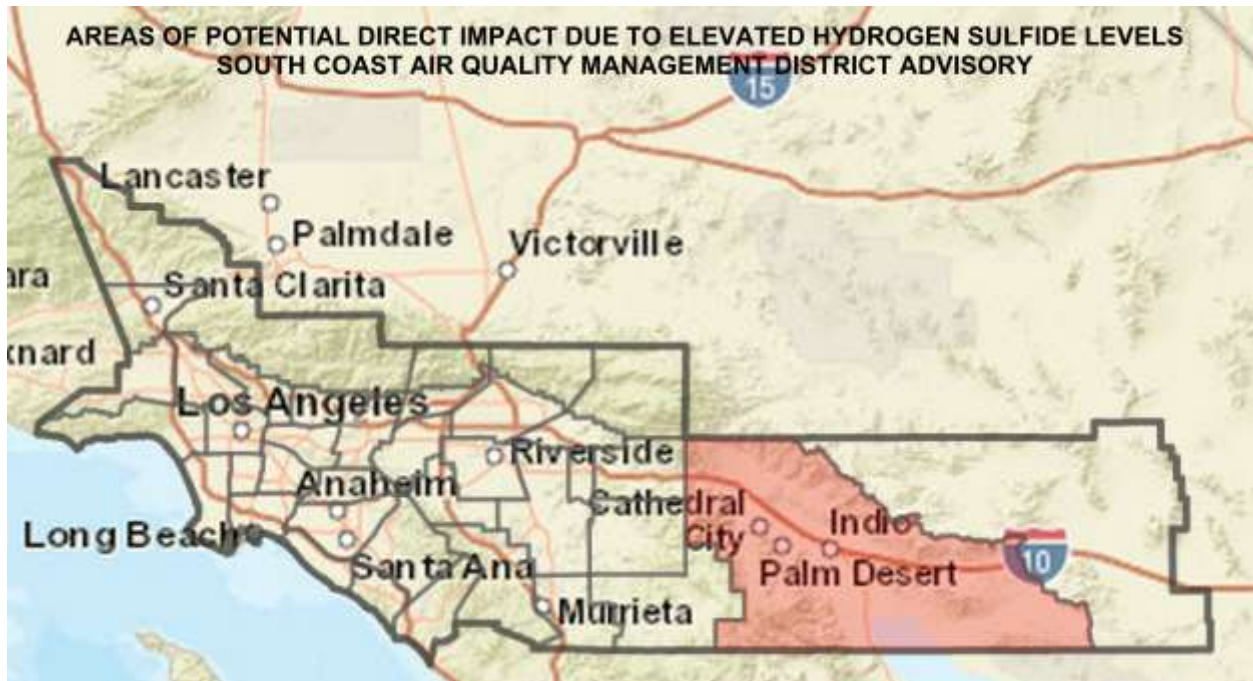 AREAS OF POTENTIAL DIRECT IMPACT DUE TO ELEVATED HYDROGEN SULFIDE LEVELS
SOUTH COAST AIR QUALITY MANAGEMENT DISTRICT ADVISORY
15
Lancaster
Palmdale
Victorville
ara
Santa Clarita
xnard
Los Angeles
Riverside
Anaheim
Cathedral
City
Indio
Long Beach
Santa Ana
Palm Desert
10
Murrieta